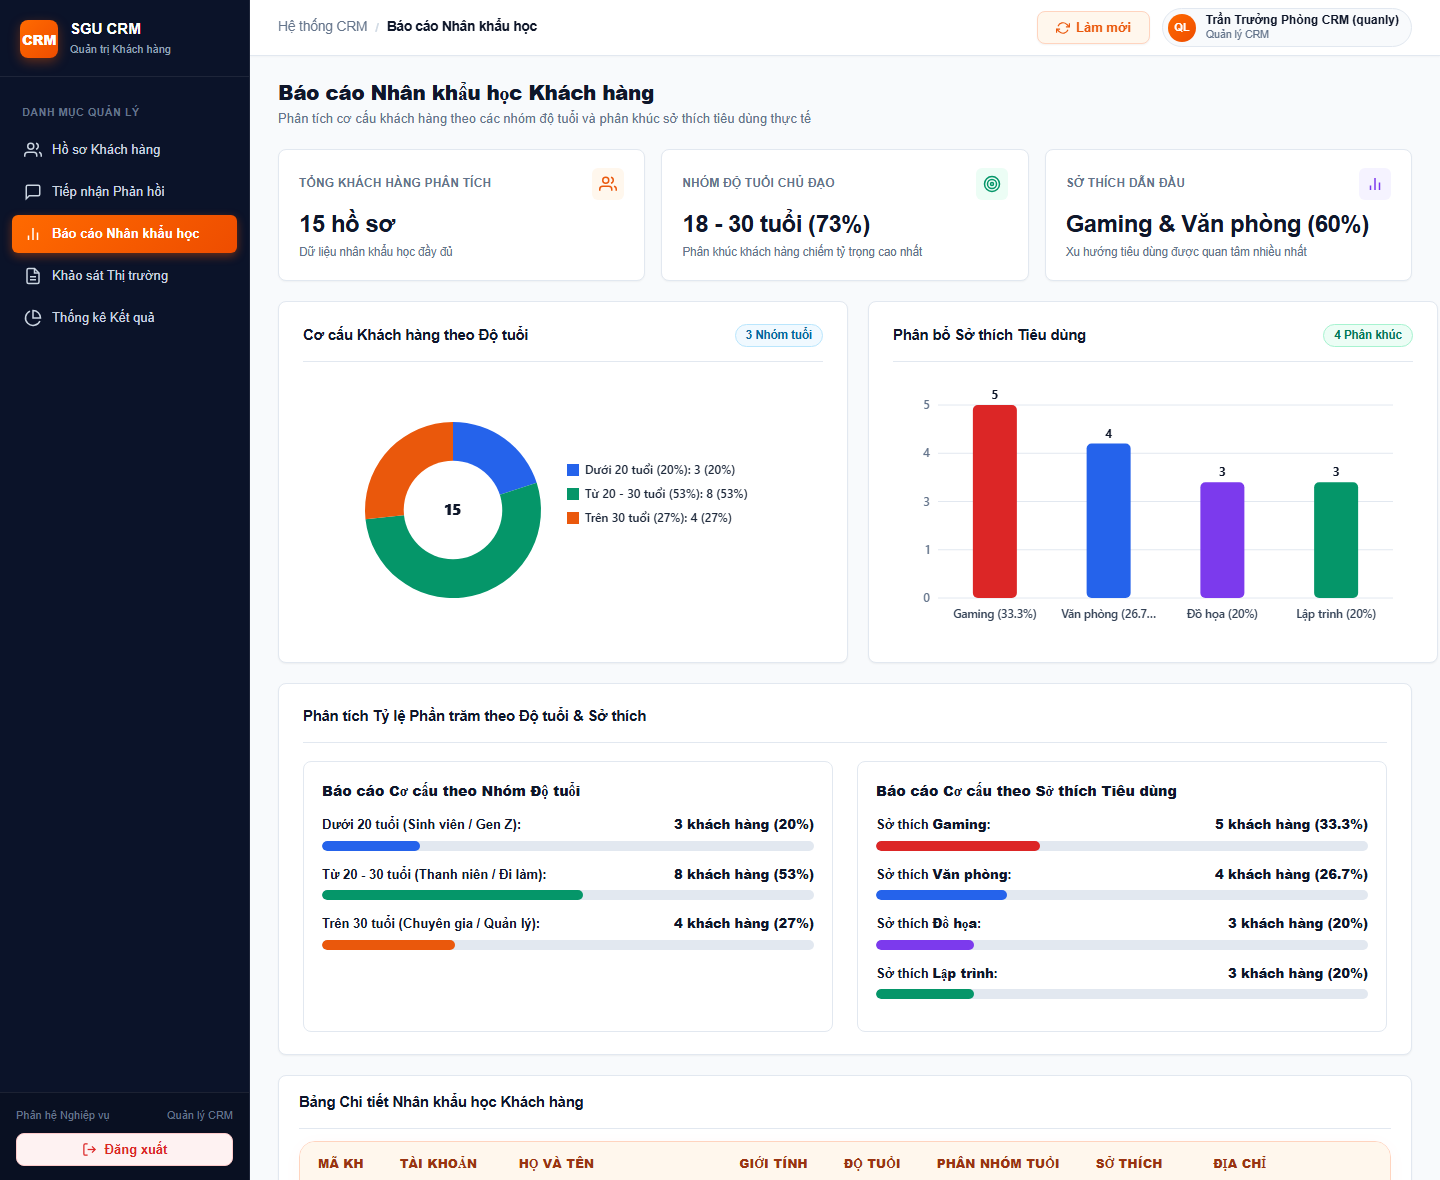 CRM
SGU CRM
Quản trị Khách hàng
DANH MỤC QUẢN LÝ
Hồ sơ Khách hàng
Tiếp nhận Phản hồi
Báo cáo Nhân khẩu học
Khảo sát Thị trường
Thống kê Kết quả
Phân hệ Nghiệp vụ
Quản lý CRM
Đăng xuất
Hệ thống CRM / Báo cáo Nhân khẩu học
Làm mới
QL
Trần Trưởng Phòng CRM (quanly)
Quản lý CRM
Báo cáo Nhân khẩu học Khách hàng
Phân tích cơ cấu khách hàng theo các nhóm độ tuổi và phân khúc sở thích tiêu dùng thực tế
TỔNG KHÁCH HÀNG PHÂN TÍCH
15 hồ sơ
Dữ liệu nhân khẩu học đầy đủ
NHÓM ĐỘ TUỔI CHỦ ĐẠO
18 - 30 tuổi (73%)
Phân khúc khách hàng chiếm tỷ trọng cao nhất
SỞ THÍCH DẪN ĐẦU
Gaming & Văn phòng (60%)
Xu hướng tiêu dùng được quan tâm nhiều nhất
Cơ cấu Khách hàng theo Độ tuổi
3 Nhóm tuổi
15
Dưới 20 tuổi (20%): 3 (20%)
Từ 20 - 30 tuổi (53%): 8 (53%)
Trên 30 tuổi (27%): 4 (27%)
Phân bổ Sở thích Tiêu dùng
4 Phân khúc
5
4
3
1
0
5
4
3
3
Gaming (33.3%)
Văn phòng (26.7...
Đồ họa (20%)
Lập trình (20%)
Phân tích Tỷ lệ Phần trăm theo Độ tuổi & Sở thích
Báo cáo Cơ cấu theo Nhóm Độ tuổi
Dưới 20 tuổi (Sinh viên / Gen Z): 3 khách hàng (20%)
Từ 20 - 30 tuổi (Thanh niên / Đi làm): 8 khách hàng (53%)
Trên 30 tuổi (Chuyên gia / Quản lý): 4 khách hàng (27%)
Báo cáo Cơ cấu theo Sở thích Tiêu dùng
Sở thích Gaming: 5 khách hàng (33.3%)
Sở thích Văn phòng: 4 khách hàng (26.7%)
Sở thích Đồ họa: 3 khách hàng (20%)
Sở thích Lập trình: 3 khách hàng (20%)
Bảng Chi tiết Nhân khẩu học Khách hàng
MÃ KH TÀI KHOẢN HỌ VÀ TÊN GIỚI TÍNH ĐỘ TUỔI PHÂN NHÓM TUỔI SỞ THÍCH ĐỊA CHỈ